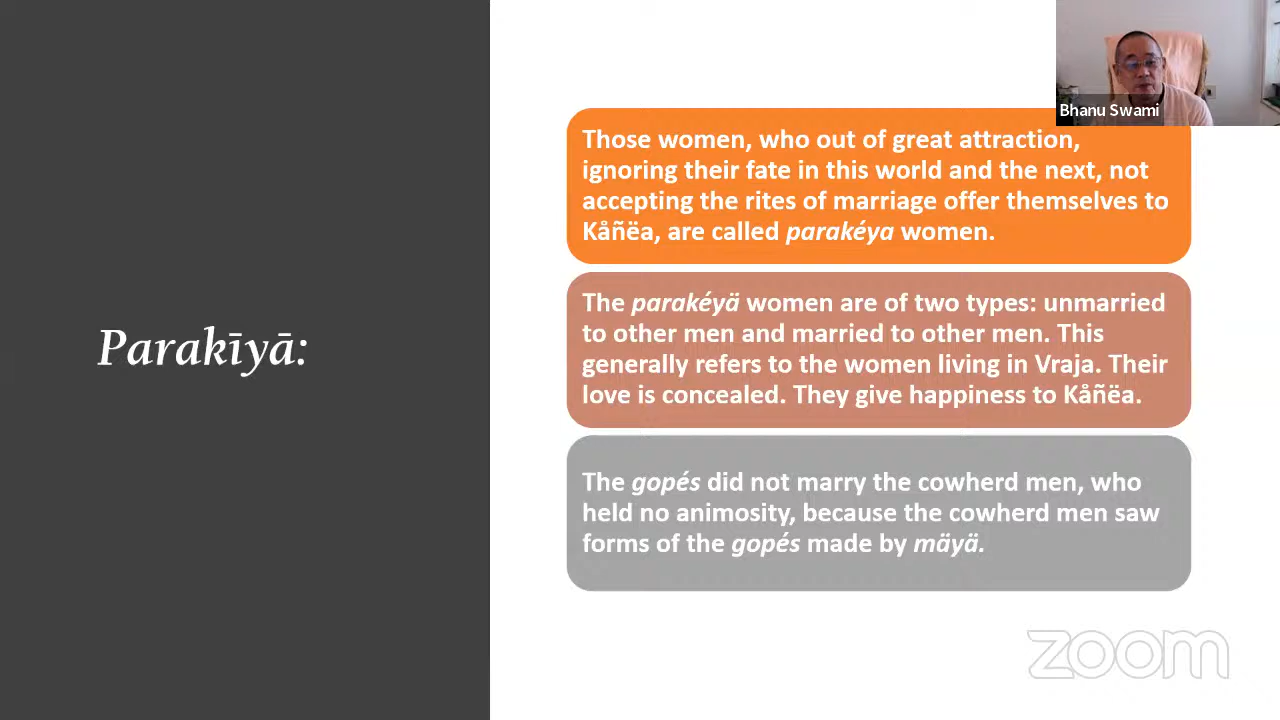 Parakīyā:
Bhanu Swami
Those women, who out of great attraction,
ignoring their fate in this world and the next, not
accepting the rites of marriage offer themselves to
Kåñëa, are called parakéya women.
The parakéyä women are of two types: unmarried
to other men and married to other men. This
generally refers to the women living in Vraja. Their
love is concealed. They give happiness to Kåñëa.
The gopés did not marry the cowherd men, who
held no animosity, because the cowherd men saw
forms of the gopés made by mäyä.
zoom